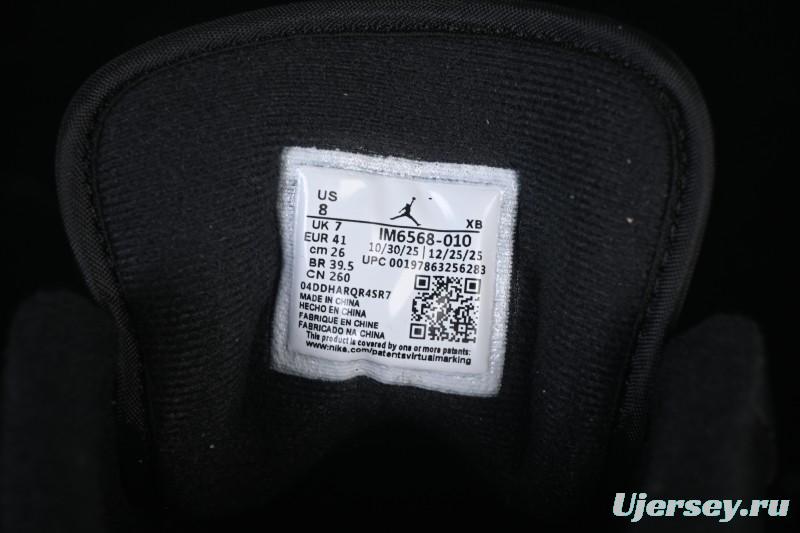 US
8
XB
UK 7
IM6568-010
EUR 41
10/30/25 | 12/25/25
cm 26
UPC 00197863256283
BR 39.5
CN 260
04DDHARQR4SR7
MADE IN CHINA
HECHO EN CHINA
FABRIQUE EN CHINE
FABRICADO NA CHINA
This product is covered by one or more patents:
www.nike.com/patentsvirtualmarking
Ujersey.ru